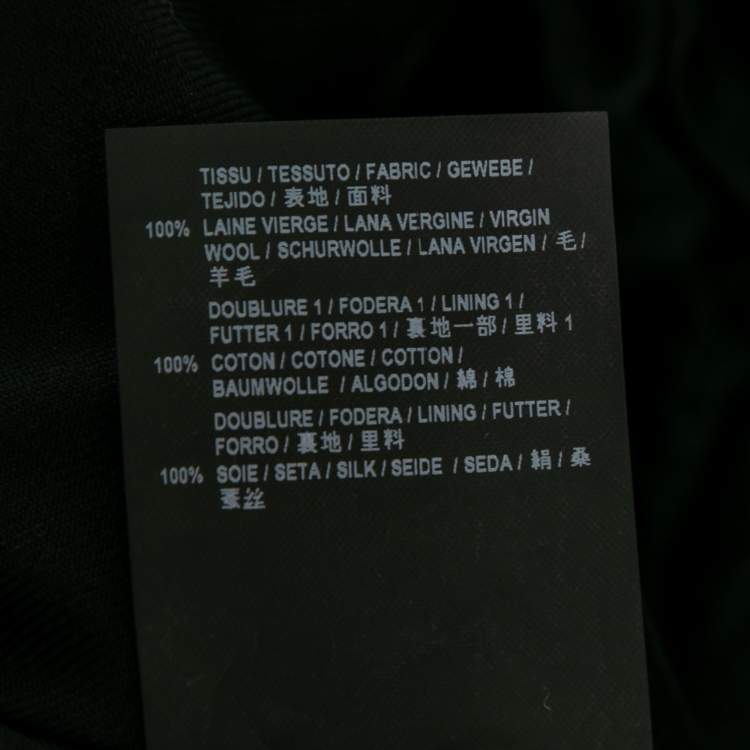 TISSU / TESSUTO / FABRIC / GEWEBE /
TEJIDO / 表地 / 面料
100% LAINE VIERGE / LANA VERGINE / VIRGIN
WOOL / SCHURWOLLE / LANA VIRGEN / 毛 /
羊毛
DOUBLURE 1 / FODERA 1 / LINING 1 /
FUTTER 1 / FORRO 1 / 裏地一部 / 里料 1
100% COTON / COTONE / COTTON /
BAUMWOLLE / ALGODON / 綿 / 棉
DOUBLURE / FODERA / LINING / FUTTER /
FORRO / 裏地 / 里料
100% SOIE / SETA / SILK / SEIDE / SEDA / 絹 / 桑
蚕丝